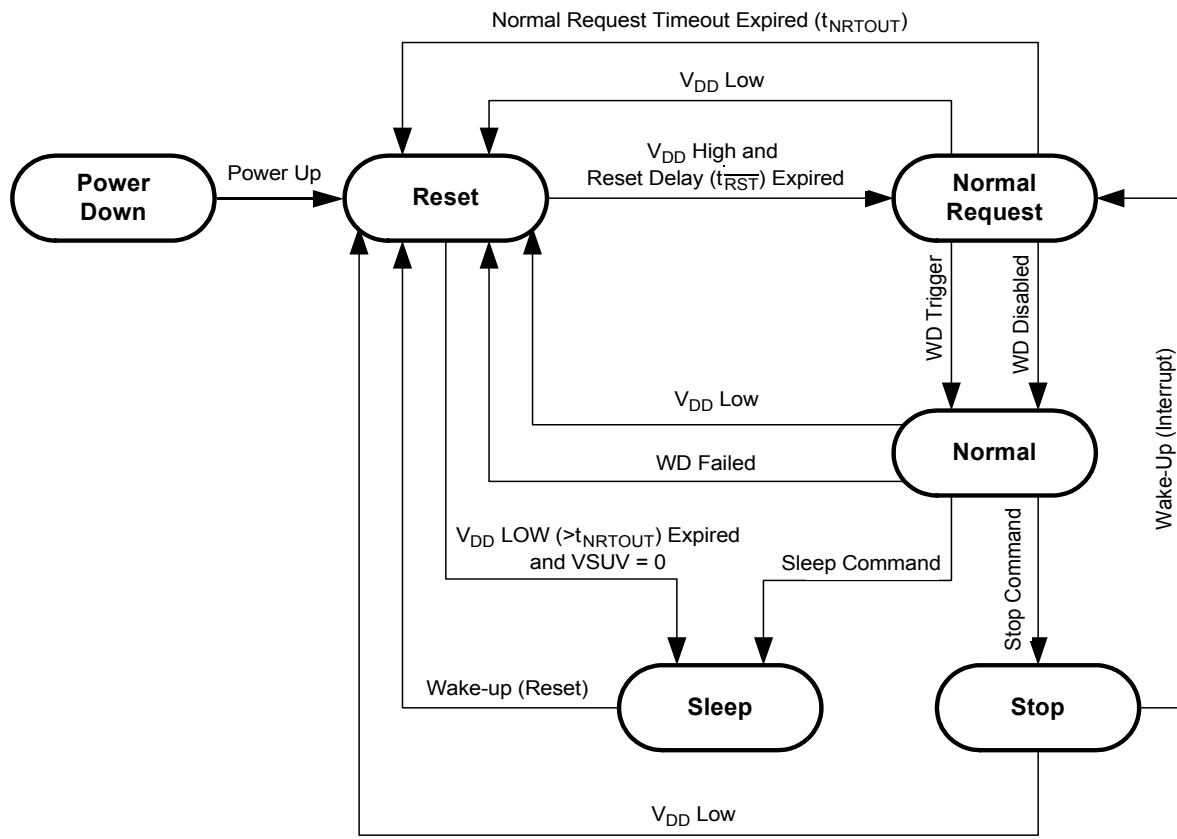 Normal Request Timeout Expired (tNRTOUT)
VDD Low
Power
Down
Power Up
Reset
VDD High and
Reset Delay (tRST) Expired
Normal
Request
WD Trigger
WD Disabled
Wake-Up (Interrupt)
VDD Low
Normal
WD Failed
VDD LOW (>tNRTOUT) Expired
and VSUV = 0
Sleep Command
Stop Command
Wake-up (Reset)
Sleep
Stop
VDD Low